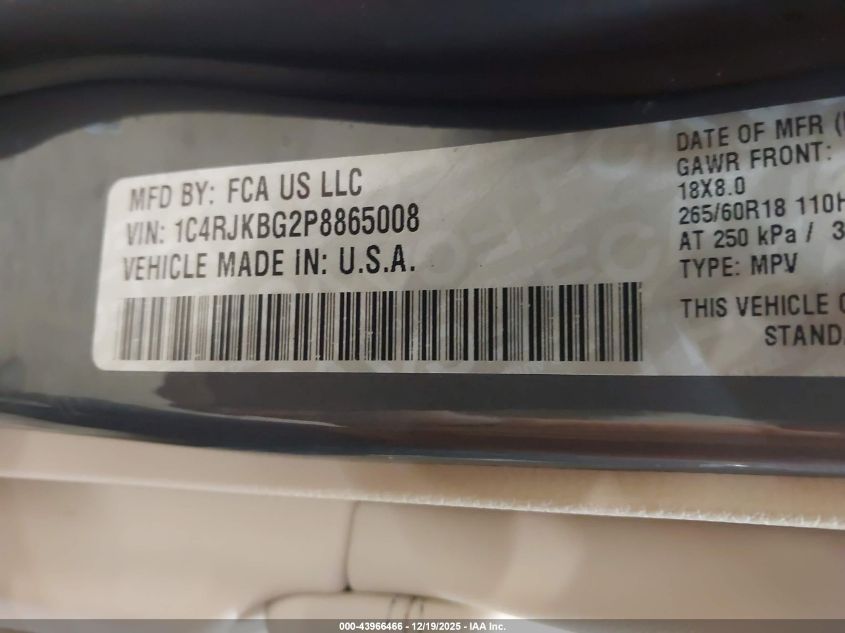 MFD BY: FCA US LLC
VIN: 1C4RJKBG2P8865008
VEHICLE MADE IN: U.S.A.
DATE OF MFR (
GAWR FRONT:
18X8.0
265/60R18 110H
AT 250 kPa / 3
TYPE: MPV
THIS VEHICLE
STANDA
000-43966466 - 12/19/2025 - IAA Inc.